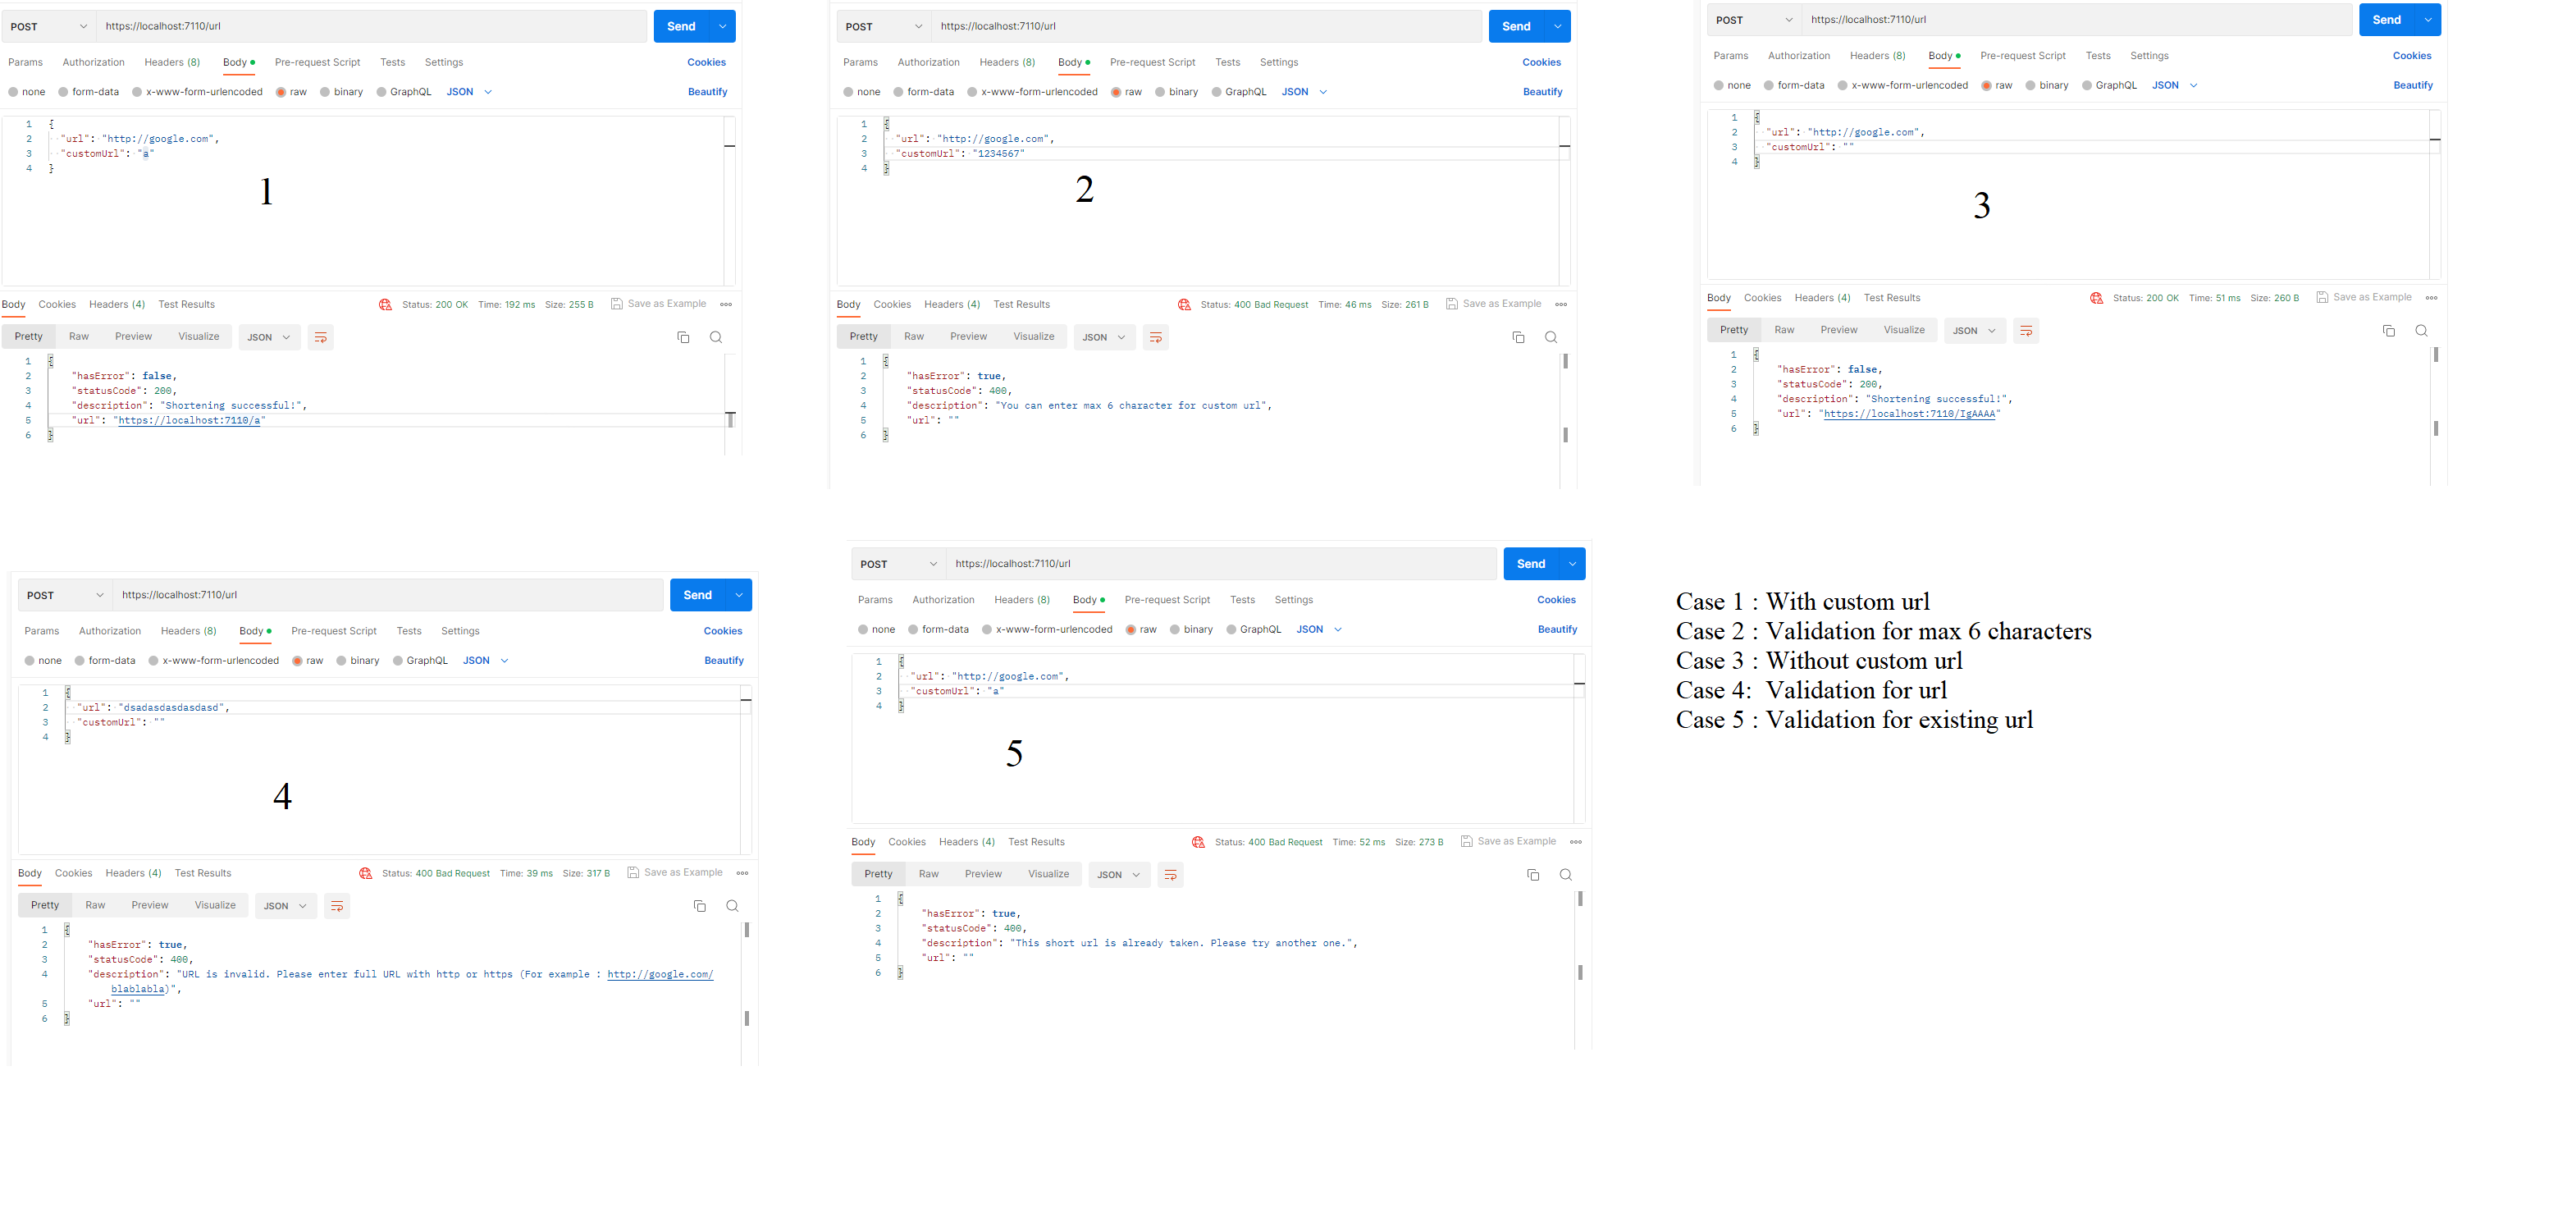 POST https://localhost:7110/url Send
Params Authorization Headers (8) Body Pre-request Script Tests Settings Cookies
none form-data x-www-form-urlencoded raw binary GraphQL JSON Beautify
1 {
2 "url": "http://google.com",
3 "customUrl": "a"
4 }
1
Body Cookies Headers (4) Test Results Status: 200 OK Time: 192 ms Size: 255 B Save as Example
Pretty Raw Preview Visualize JSON
1 {
2 "hasError": false,
3 "statusCode": 200,
4 "description": "Shortening successful!",
5 "url": "https://localhost:7110/a"
6 }
POST https://localhost:7110/url Send
Params Authorization Headers (8) Body Pre-request Script Tests Settings Cookies
none form-data x-www-form-urlencoded raw binary GraphQL JSON Beautify
1 {
2 "url": "http://google.com",
3 "customUrl": "1234567"
4 }
2
Body Cookies Headers (4) Test Results Status: 400 Bad Request Time: 46 ms Size: 261 B Save as Example
Pretty Raw Preview Visualize JSON
1 {
2 "hasError": true,
3 "statusCode": 400,
4 "description": "You can enter max 6 character for custom url",
5 "url": ""
6 }
POST https://localhost:7110/url Send
Params Authorization Headers (8) Body Pre-request Script Tests Settings Cookies
none form-data x-www-form-urlencoded raw binary GraphQL JSON Beautify
1 {
2 "url": "http://google.com",
3 "customUrl": ""
4 }
3
Body Cookies Headers (4) Test Results Status: 200 OK Time: 51 ms Size: 260 B Save as Example
Pretty Raw Preview Visualize JSON
1 {
2 "hasError": false,
3 "statusCode": 200,
4 "description": "Shortening successful!",
5 "url": "https://localhost:7110/IgAAAA"
6 }
POST https://localhost:7110/url Send
Params Authorization Headers (8) Body Pre-request Script Tests Settings Cookies
none form-data x-www-form-urlencoded raw binary GraphQL JSON Beautify
1 {
2 "url": "dsadasdasdasdasd",
3 "customUrl": ""
4 }
4
Body Cookies Headers (4) Test Results Status: 400 Bad Request Time: 39 ms Size: 317 B Save as Example
Pretty Raw Preview Visualize JSON
1 {
2 "hasError": true,
3 "statusCode": 400,
4 "description": "URL is invalid. Please enter full URL with http or https (For example : http://google.com/
blablabla)",
5 "url": ""
6 }
POST https://localhost:7110/url Send
Params Authorization Headers (8) Body Pre-request Script Tests Settings Cookies
none form-data x-www-form-urlencoded raw binary GraphQL JSON Beautify
1 {
2 "url": "http://google.com",
3 "customUrl": "a"
4 }
5
Body Cookies Headers (4) Test Results Status: 400 Bad Request Time: 52 ms Size: 273 B Save as Example
Pretty Raw Preview Visualize JSON
1 {
2 "hasError": true,
3 "statusCode": 400,
4 "description": "This short url is already taken. Please try another one.",
5 "url": ""
6 }
Case 1 : With custom url
Case 2 : Validation for max 6 characters
Case 3 : Without custom url
Case 4: Validation for url
Case 5 : Validation for existing url